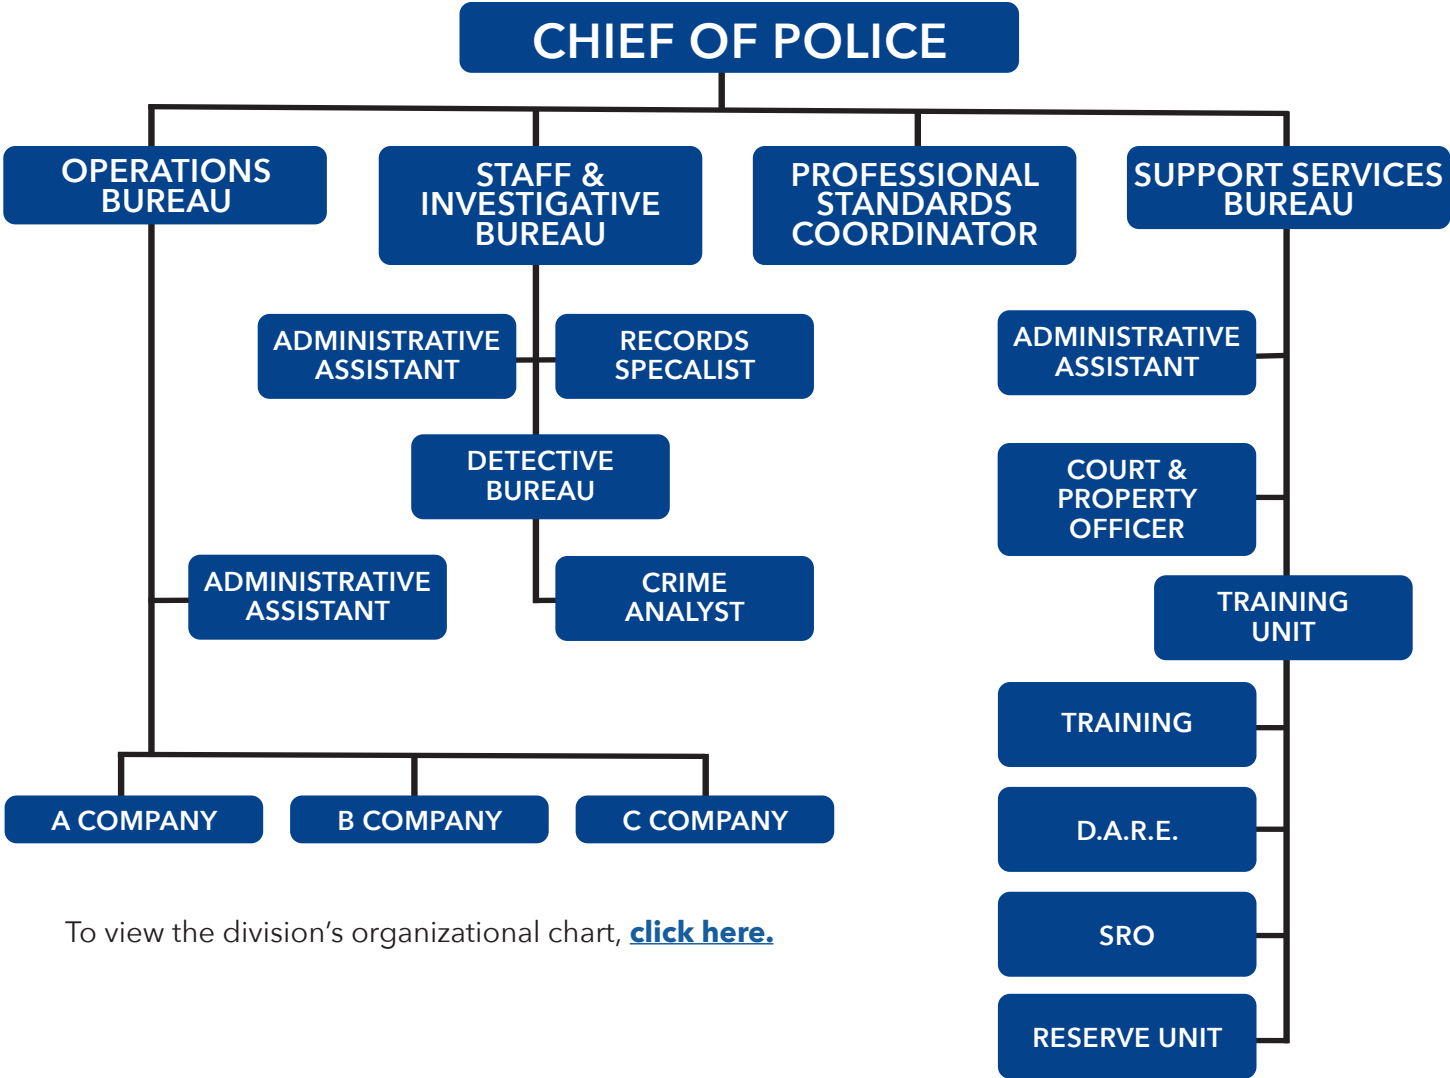 CHIEF OF POLICE
OPERATIONS
BUREAU
STAFF &
INVESTIGATIVE
BUREAU
PROFESSIONAL
STANDARDS
COORDINATOR
SUPPORT SERVICES
BUREAU
ADMINISTRATIVE
ASSISTANT
RECORDS
SPECALIST
ADMINISTRATIVE
ASSISTANT
DETECTIVE
BUREAU
COURT &
PROPERTY
OFFICER
ADMINISTRATIVE
ASSISTANT
CRIME
ANALYST
TRAINING
UNIT
TRAINING
A COMPANY
B COMPANY
C COMPANY
D.A.R.E.
To view the division’s organizational chart, click here.
SRO
RESERVE UNIT